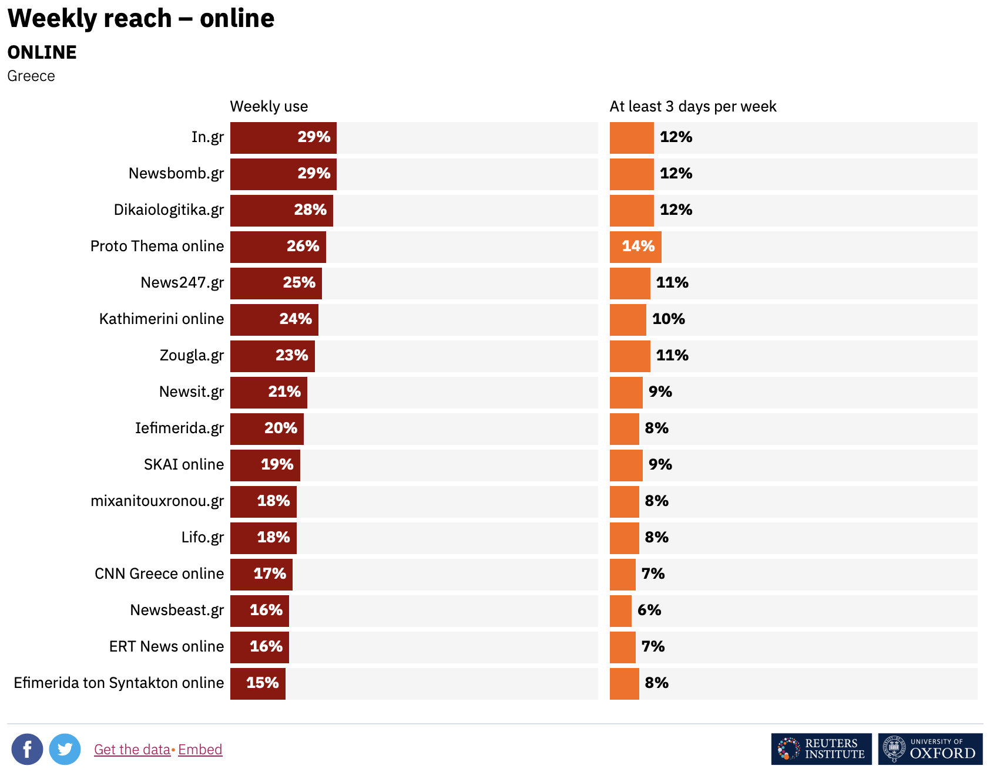 Weekly reach – online
ONLINE
Greece
Weekly use At least 3 days per week
In.gr 29% 12%
Newsbomb.gr 29% 12%
Dikaiologitika.gr 28% 12%
Proto Thema online 26% 14%
News247.gr 25% 11%
Kathimerini online 24% 10%
Zougla.gr 23% 11%
Newsit.gr 21% 9%
Iefimerida.gr 20% 8%
SKAI online 19% 9%
mixanitouxronou.gr 18% 8%
Lifo.gr 18% 8%
CNN Greece online 17% 7%
Newsbeast.gr 16% 6%
ERT News online 16% 7%
Efimerida ton Syntakton online 15% 8%
Get the data • Embed
REUTERS
INSTITUTE
UNIVERSITY OF
OXFORD